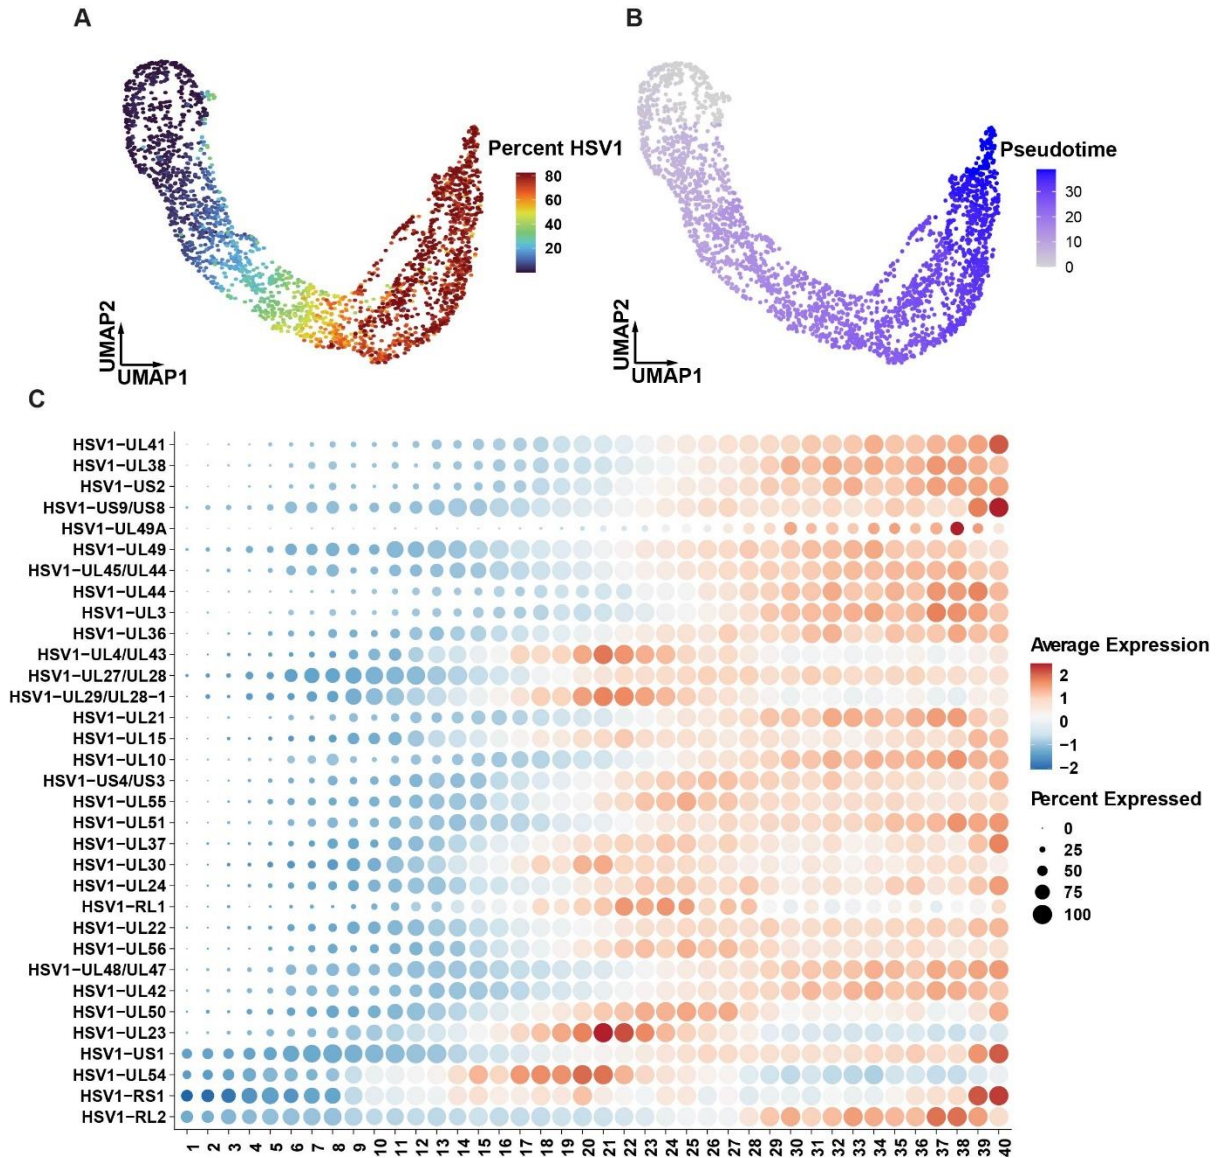 A
B
Percent HSV1
80
60
40
20
UMAP2
UMAP1
Pseudotime
30
20
10
0
UMAP2
UMAP1
C
HSV1-UL41
HSV1-UL38
HSV1-US2
HSV1-US9/US8
HSV1-UL49A
HSV1-UL49
HSV1-UL45/UL44
HSV1-UL44
HSV1-UL3
HSV1-UL36
HSV1-UL4/UL43
HSV1-UL27/UL28
HSV1-UL29/UL28-1
HSV1-UL21
HSV1-UL15
HSV1-UL10
HSV1-US4/US3
HSV1-UL55
HSV1-UL51
HSV1-UL37
HSV1-UL30
HSV1-UL24
HSV1-RL1
HSV1-UL22
HSV1-UL56
HSV1-UL48/UL47
HSV1-UL42
HSV1-UL50
HSV1-UL23
HSV1-US1
HSV1-UL54
HSV1-RS1
HSV1-RL2
1 2 3 4 5 6 7 8 9 10 11 12 13 14 15 16 17 18 19 20 21 22 23 24 25 26 27 28 29 30 31 32 33 34 35 36 37 38 39 40
Average Expression
2
1
0
-1
-2
Percent Expressed
0
25
50
75
100